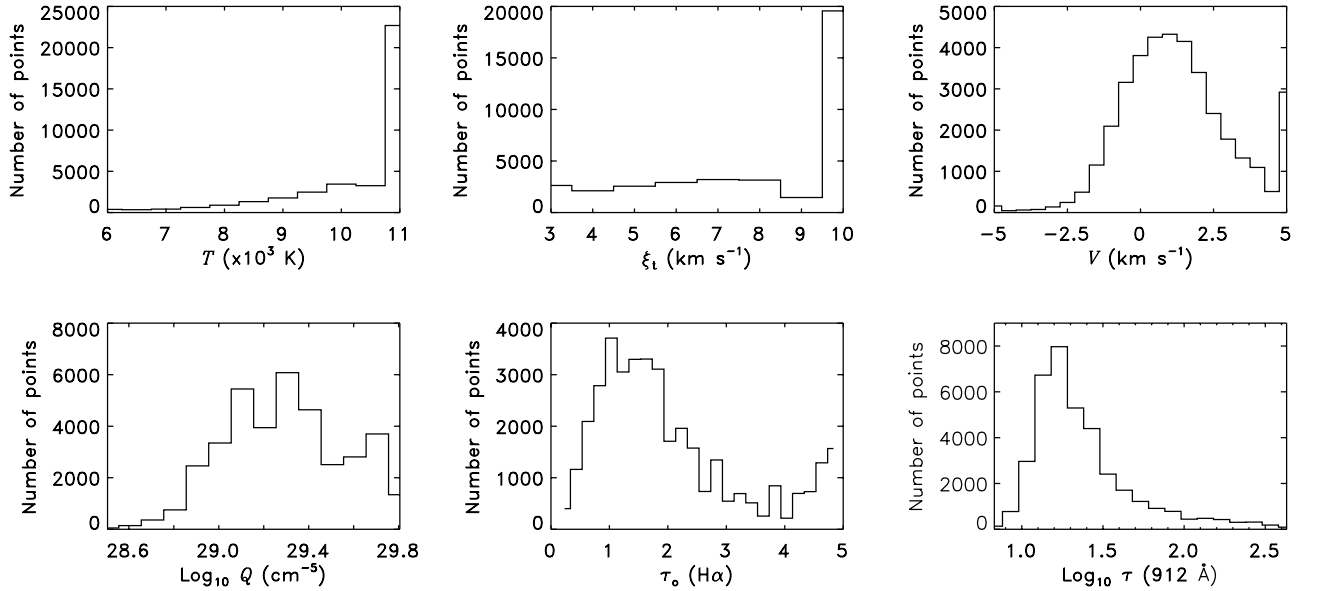 25000
20000
15000
10000
5000
0
Number of points
6 7 8 9 10 11
T (x10³ K)
20000
15000
10000
5000
0
Number of points
3 4 5 6 7 8 9 10
ξt (km s⁻¹)
5000
4000
3000
2000
1000
0
Number of points
−5 −2.5 0 2.5 5
V (km s⁻¹)
8000
6000
4000
2000
0
Number of points
28.6 29.0 29.4 29.8
Log₁₀ Q (cm⁻⁵)
4000
3000
2000
1000
0
Number of points
0 1 2 3 4 5
τₒ (Hα)
8000
6000
4000
2000
0
Number of points
1.0 1.5 2.0 2.5
Log₁₀ τ (912 Å)